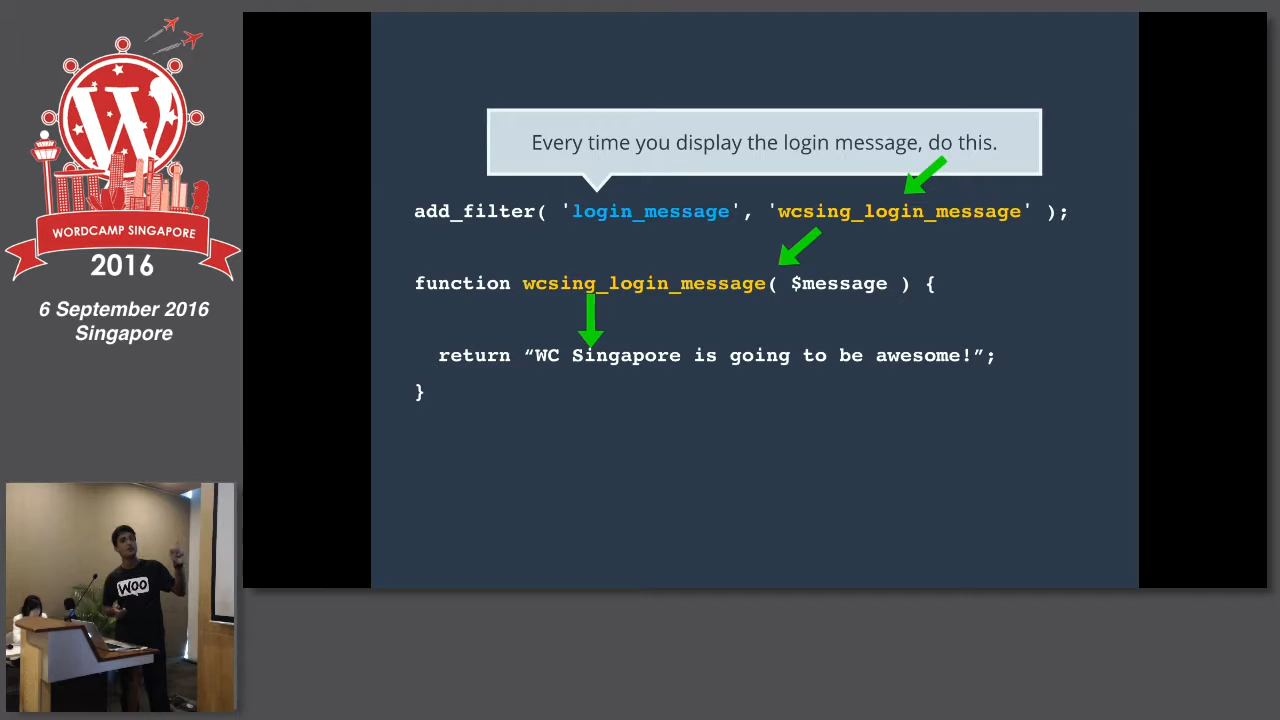 W
WORDCAMP SINGAPORE
2016
6 September 2016
Singapore
Every time you display the login message, do this.
add_filter( 'login_message', 'wcsing_login_message' );
function wcsing_login_message( $message ) {
return “WC Singapore is going to be awesome!”;
}
WOO